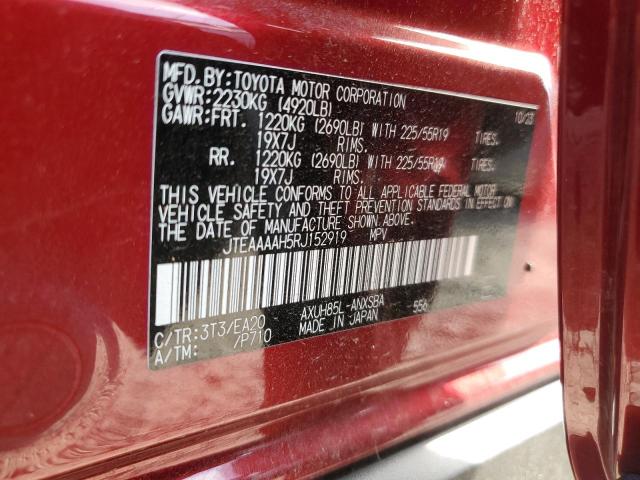 MFD. BY: TOYOTA MOTOR CORPORATION 10/23
GVWR: 2230KG (4920LB)
GAWR: FRT. 1220KG (2690LB) WITH 225/55R19 TIRES.
19X7J RIMS.
RR. 1220KG (2690LB) WITH 225/55R19 TIRES.
19X7J RIMS.
THIS VEHICLE CONFORMS TO ALL APPLICABLE FEDERAL MOTOR
VEHICLE SAFETY AND THEFT PREVENTION STANDARDS IN EFFECT ON
THE DATE OF MANUFACTURE SHOWN ABOVE.
JTEAAAAH5RJ152919 MPV
C/TR: 3T3/EA20 AXUH85L-ANXSBA 556
A/TM: /P710 MADE IN JAPAN